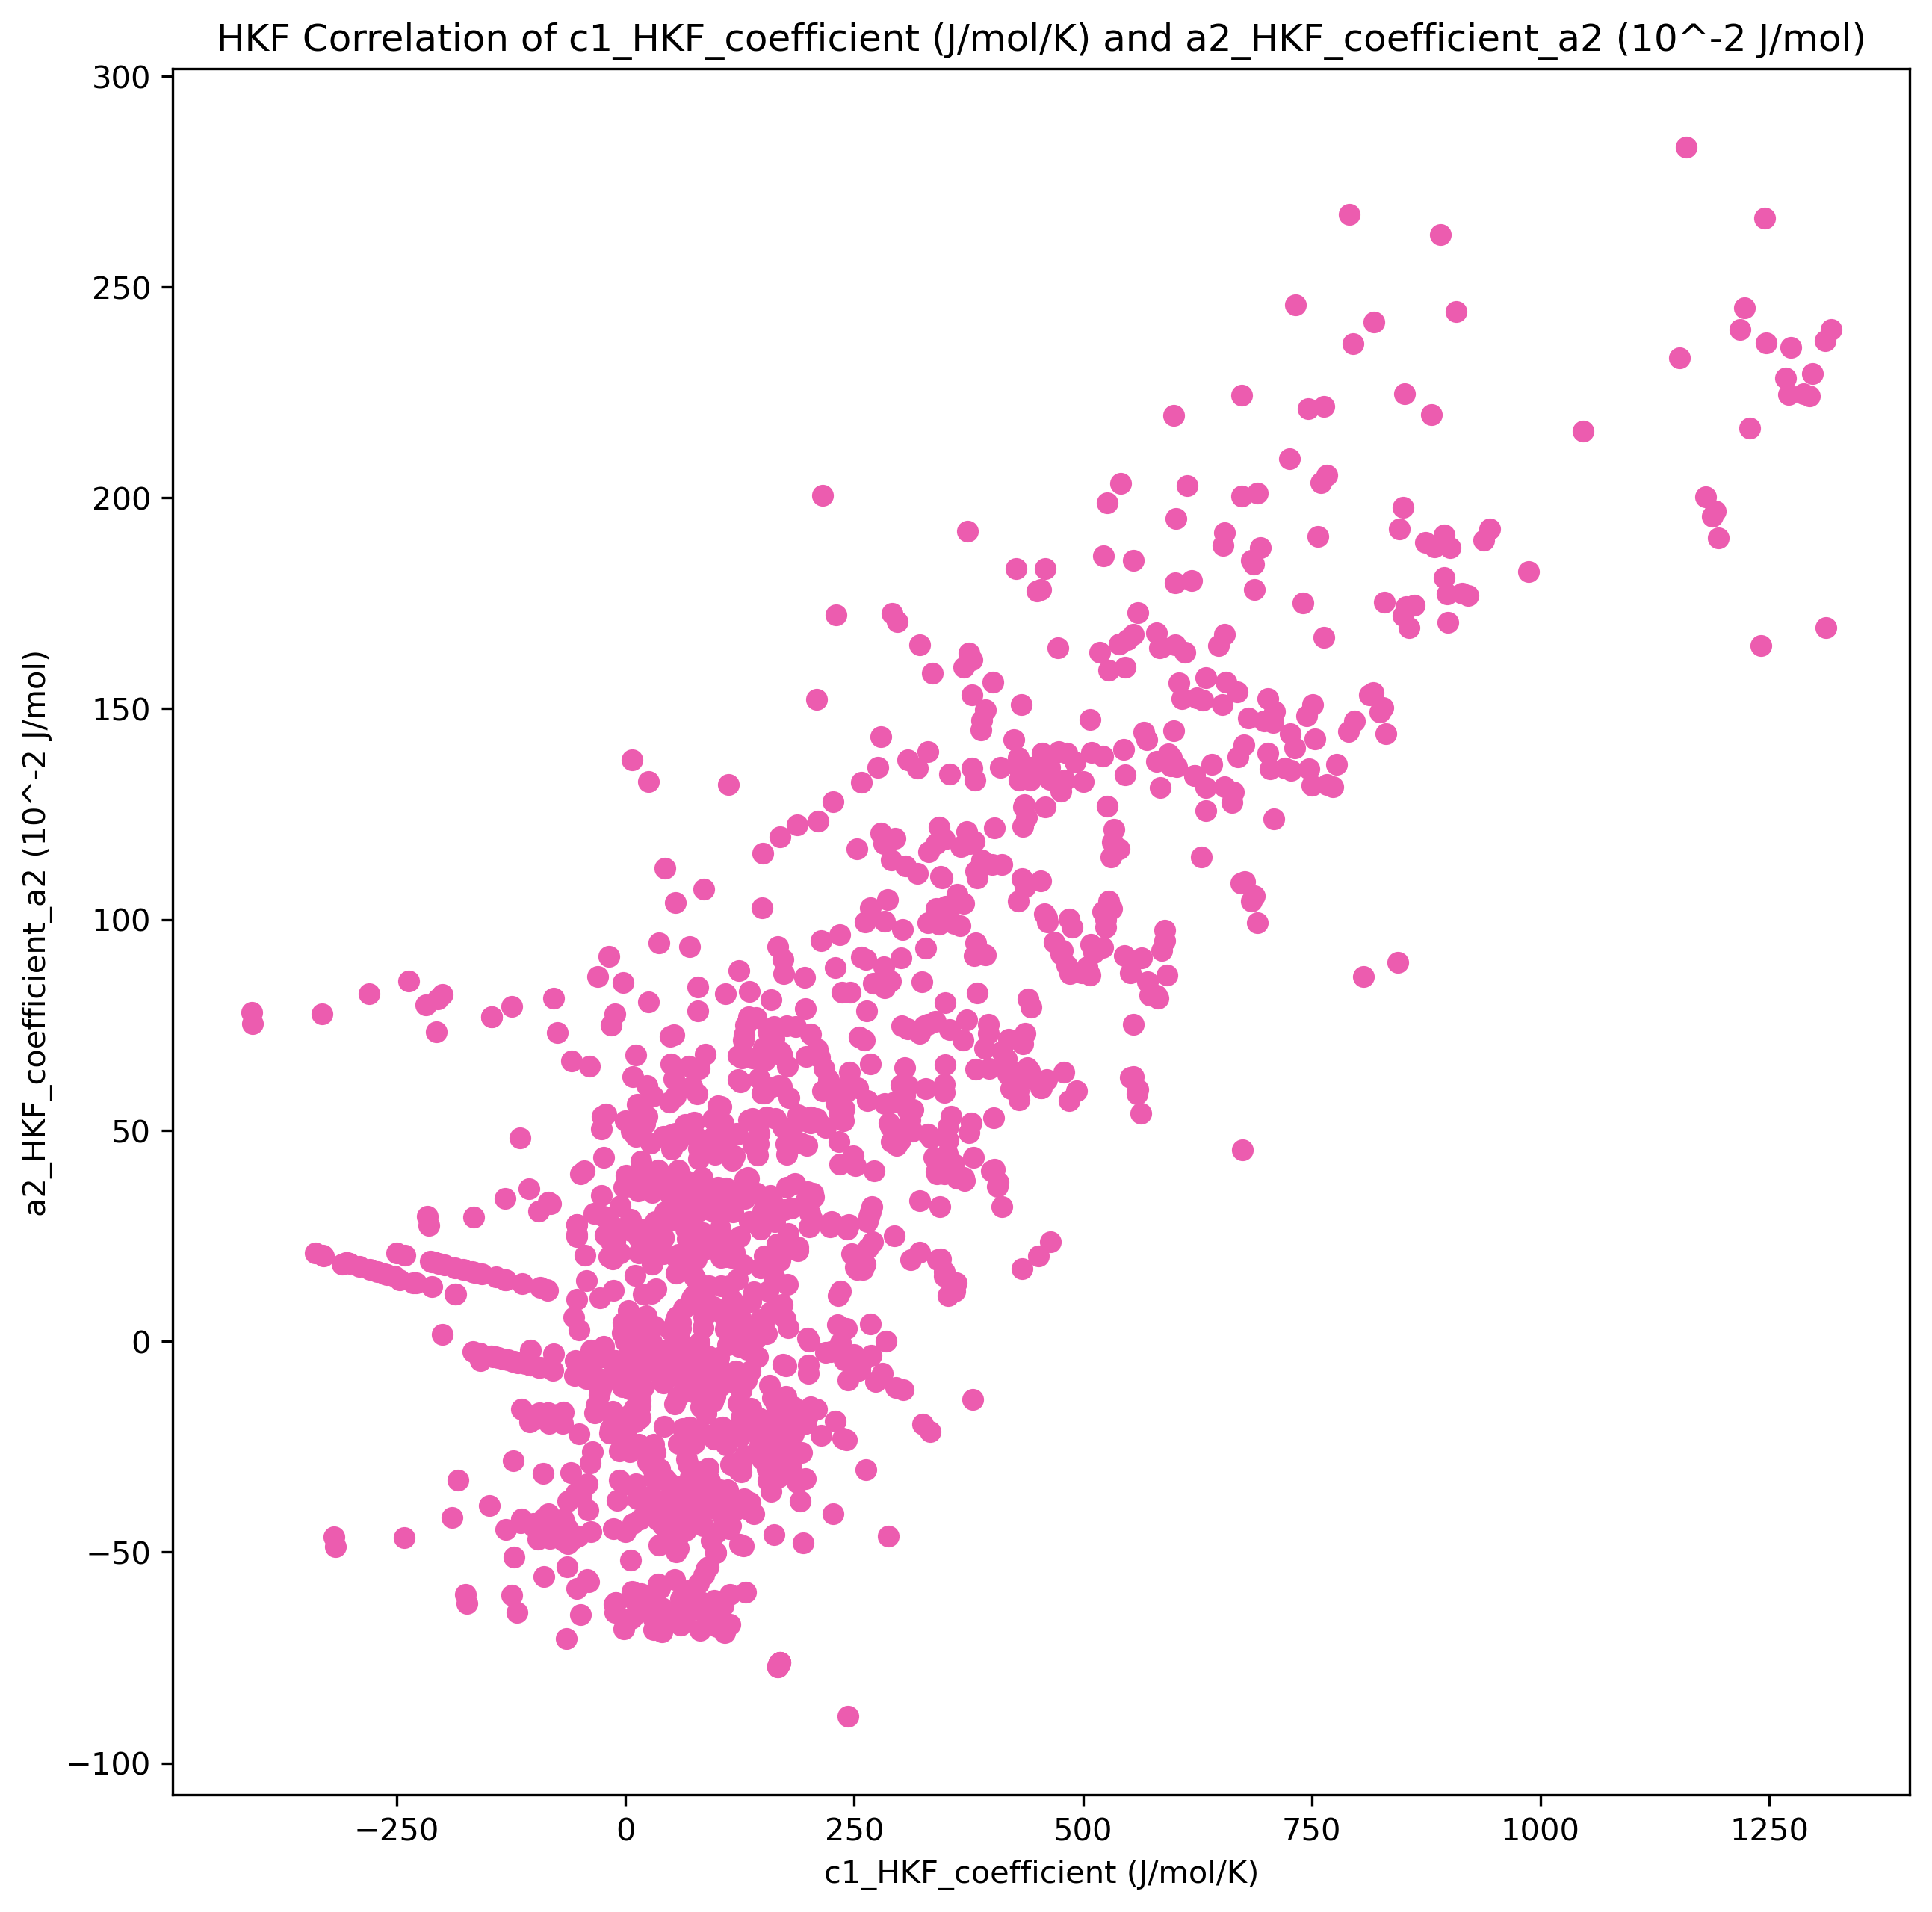 HKF Correlation of c1_HKF_coefficient (J/mol/K) and a2_HKF_coefficient_a2 (10^-2 J/mol)
300
250
200
150
100
50
0
−50
−100
a2_HKF_coefficient_a2 (10^-2 J/mol)
−250 0 250 500 750 1000 1250
c1_HKF_coefficient (J/mol/K)